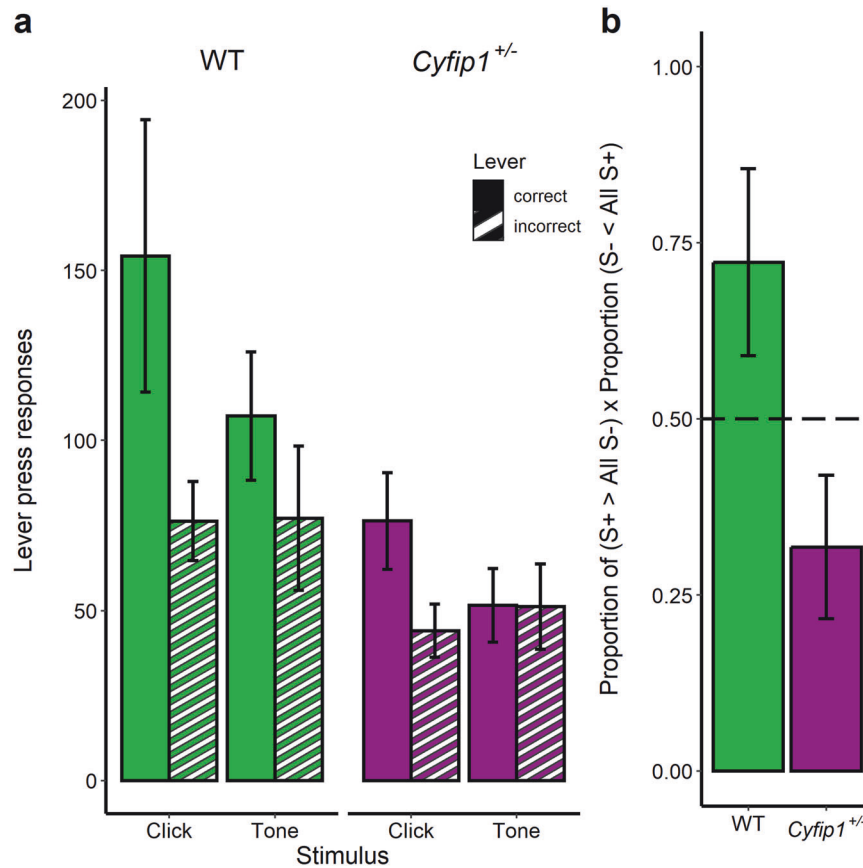 a
WT
Cyfip1 +/-
Lever press responses
200
150
100
50
0
Lever
correct
incorrect
Click
Tone
Click
Tone
Stimulus
b
Proportion of (S+ > All S-) x Proportion (S- < All S+)
1.00
0.75
0.50
0.25
0.00
WT
Cyfip1 +/-